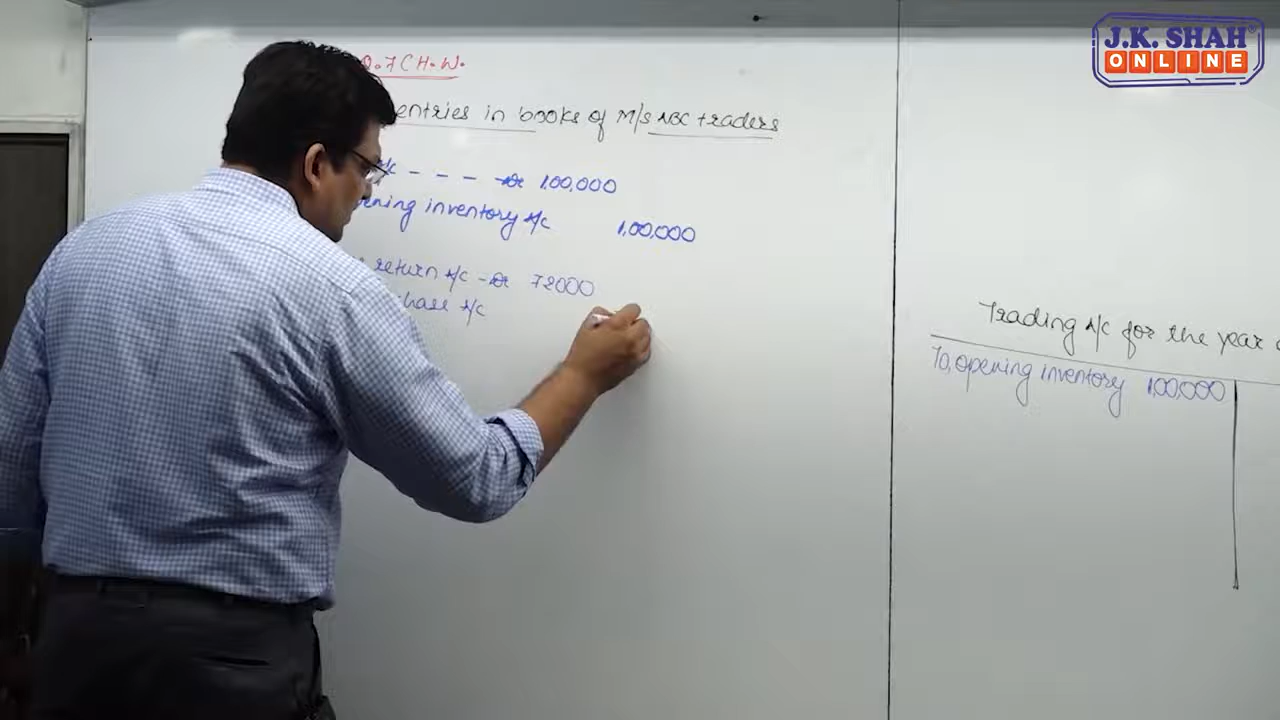 J.K. SHAH®
ONLINE
Q.7 C H.W.
entries in books of M/s ABC traders
A/c - - - Dr 1,00,000
opening inventory A/c 1,00,000
return A/c - Dr 72000
A/c
Trading A/c for the year
To, opening inventory 1,00,000